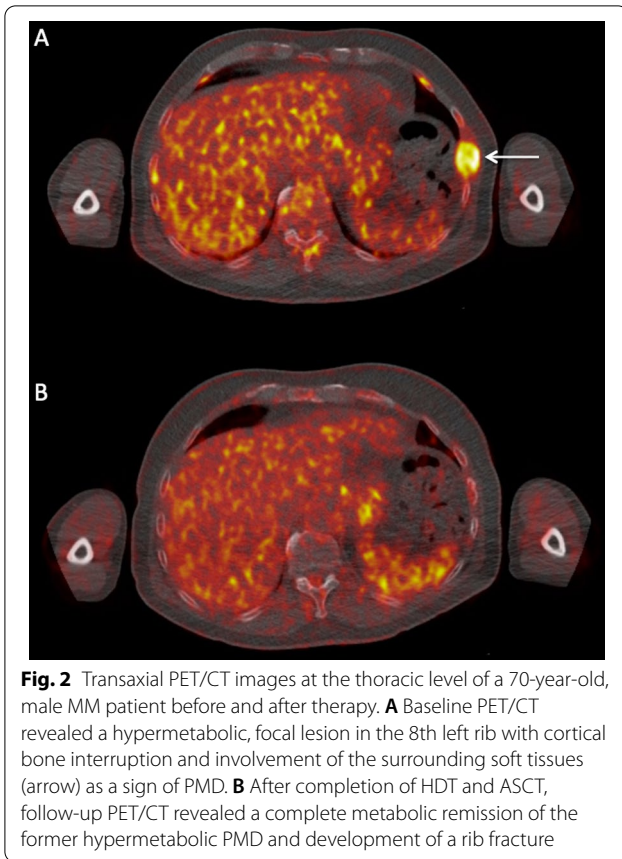 A
B
Fig. 2 Transaxial PET/CT images at the thoracic level of a 70-year-old,
male MM patient before and after therapy. A Baseline PET/CT
revealed a hypermetabolic, focal lesion in the 8th left rib with cortical
bone interruption and involvement of the surrounding soft tissues
(arrow) as a sign of PMD. B After completion of HDT and ASCT,
follow-up PET/CT revealed a complete metabolic remission of the
former hypermetabolic PMD and development of a rib fracture